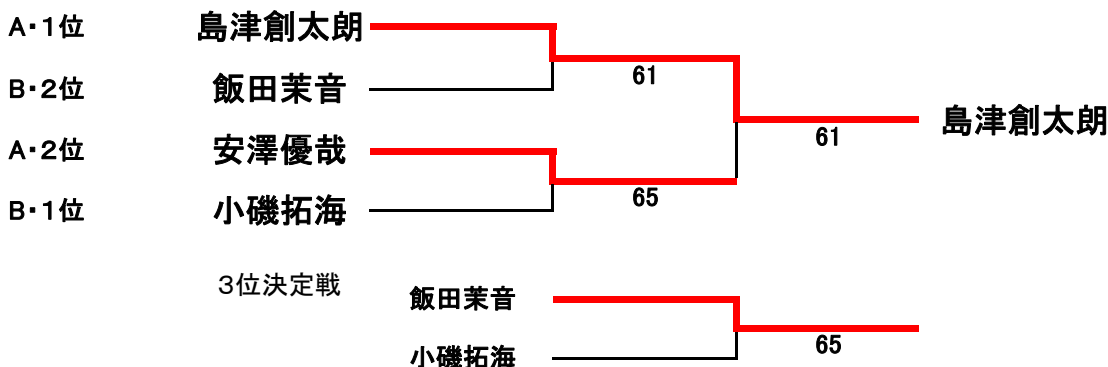 A・1位 島津創太朗
61
B・2位 飯田茉音
島津創太朗
61
A・2位 安澤優哉
65
B・1位 小磯拓海
3位決定戦
飯田茉音
65
小磯拓海